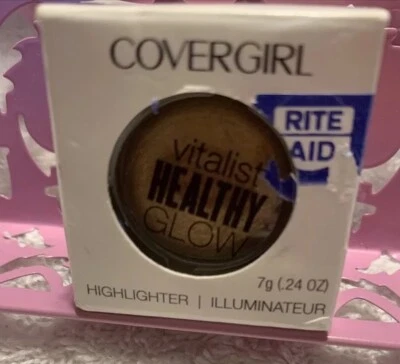 COVERGIRL
RITE
AID
vitalist
HEALTHY
GLOW
7g (.24 OZ)
HIGHLIGHTER | ILLUMINATEUR